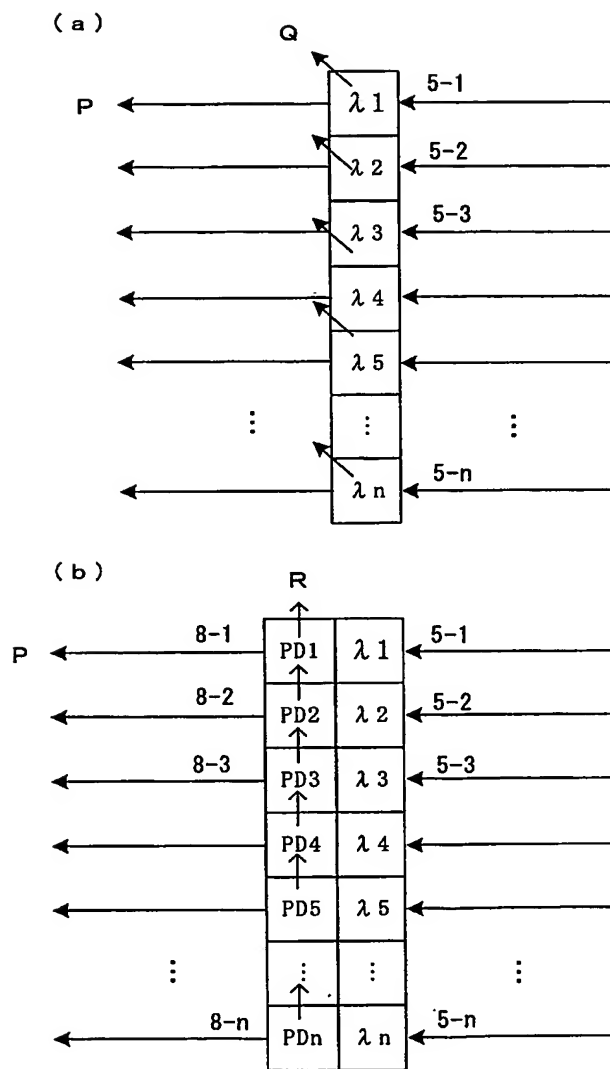 (a)
Q
P λ1 5-1
λ2 5-2
λ3 5-3
λ4
λ5
⋮ ⋮ ⋮
λn 5-n
(b)
R
P 8-1 PD1 λ1 5-1
8-2 PD2 λ2 5-2
8-3 PD3 λ3 5-3
PD4 λ4
PD5 λ5
⋮ ⋮ ⋮ ⋮
8-n PDn λn 5-n